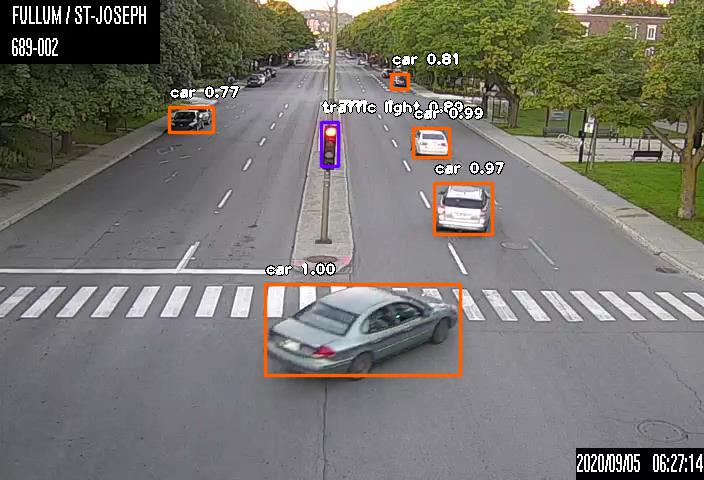 FULLUM / ST-JOSEPH
689-002
car 0.81
car 0.77
traffic light 0.89
car 0.99
car 0.97
car 1.00
2020/09/05 06:27:14